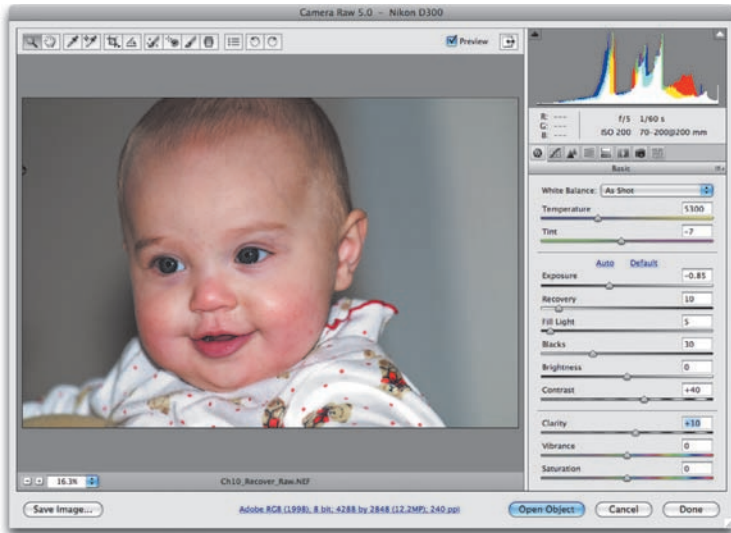 Camera Raw 5.0 – Nikon D300
Preview
R: ---
G: ---
B: ---
f/5 1/60 s
ISO 200 70-200@200 mm
Basic
White Balance: As Shot
Temperature 5300
Tint -7
Auto Default
Exposure -0.85
Recovery 10
Fill Light 5
Blacks 30
Brightness 0
Contrast +40
Clarity +30
Vibrance 0
Saturation 0
16.3%
Ch10_Recover_Raw.NEF
Save Image...
Adobe RGB (1998); 8 bit; 4288 by 2848 (12.2MP); 240 ppi
Open Object
Cancel
Done